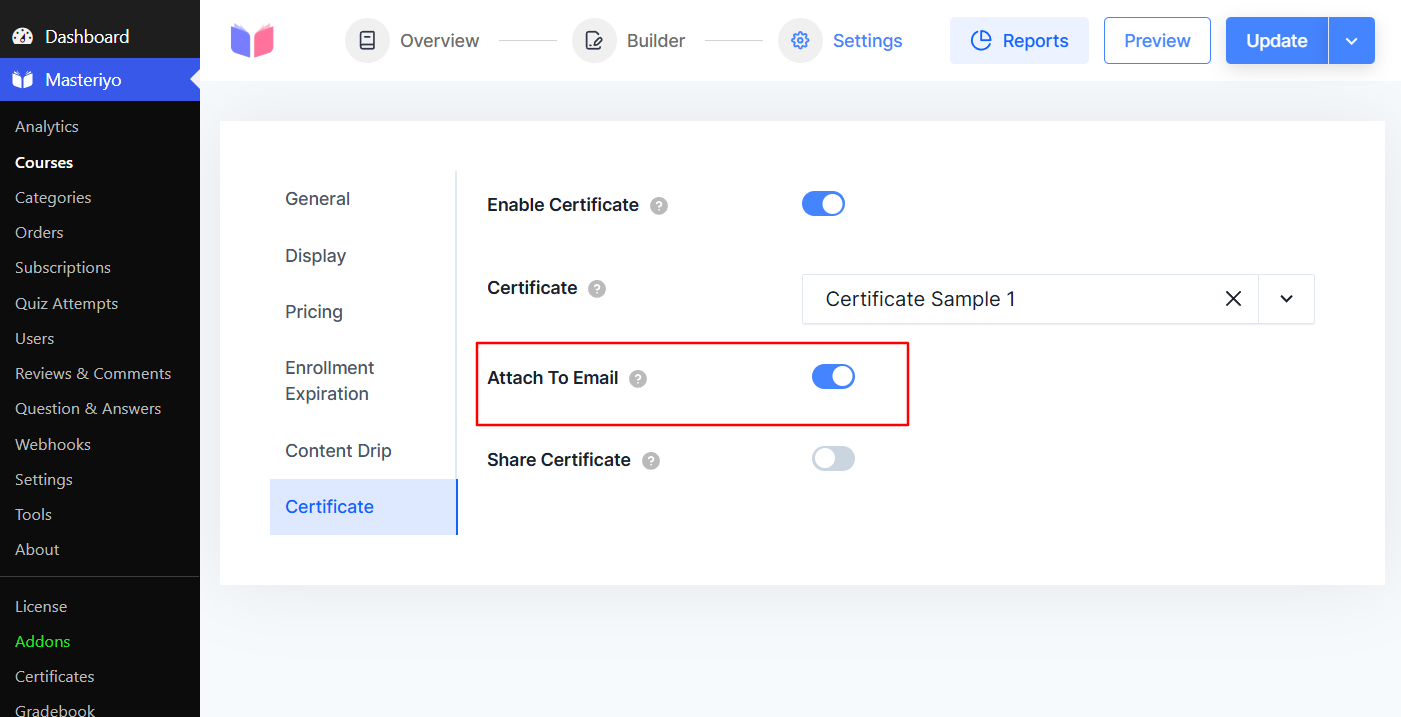 Dashboard
Masteriyo
Analytics
Courses
Categories
Orders
Subscriptions
Quiz Attempts
Users
Reviews & Comments
Question & Answers
Webhooks
Settings
Tools
About
License
Addons
Certificates
Gradebook
Overview
Builder
Settings
Reports
Preview
Update
General
Display
Pricing
Enrollment
Expiration
Content Drip
Certificate
Enable Certificate ?
Certificate ?
Certificate Sample 1
Attach To Email ?
Share Certificate ?